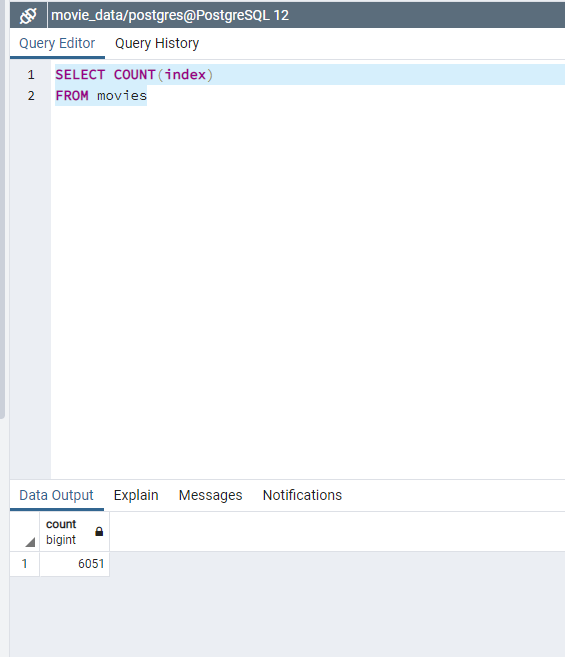 movie_data/postgres@PostgreSQL 12
Query Editor Query History
1 SELECT COUNT(index)
2 FROM movies
Data Output Explain Messages Notifications
count
bigint
1 6051